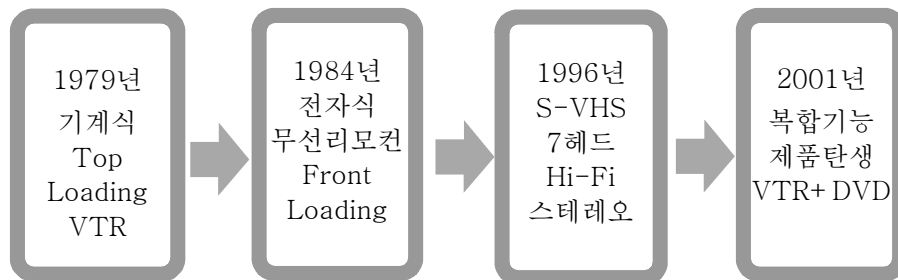 1979년
기계식
Top
Loading
VTR
1984년
전자식
무선리모컨
Front
Loading
1996년
S-VHS
7헤드
Hi-Fi
스테레오
2001년
복합기능
제품탄생
VTR+ DVD